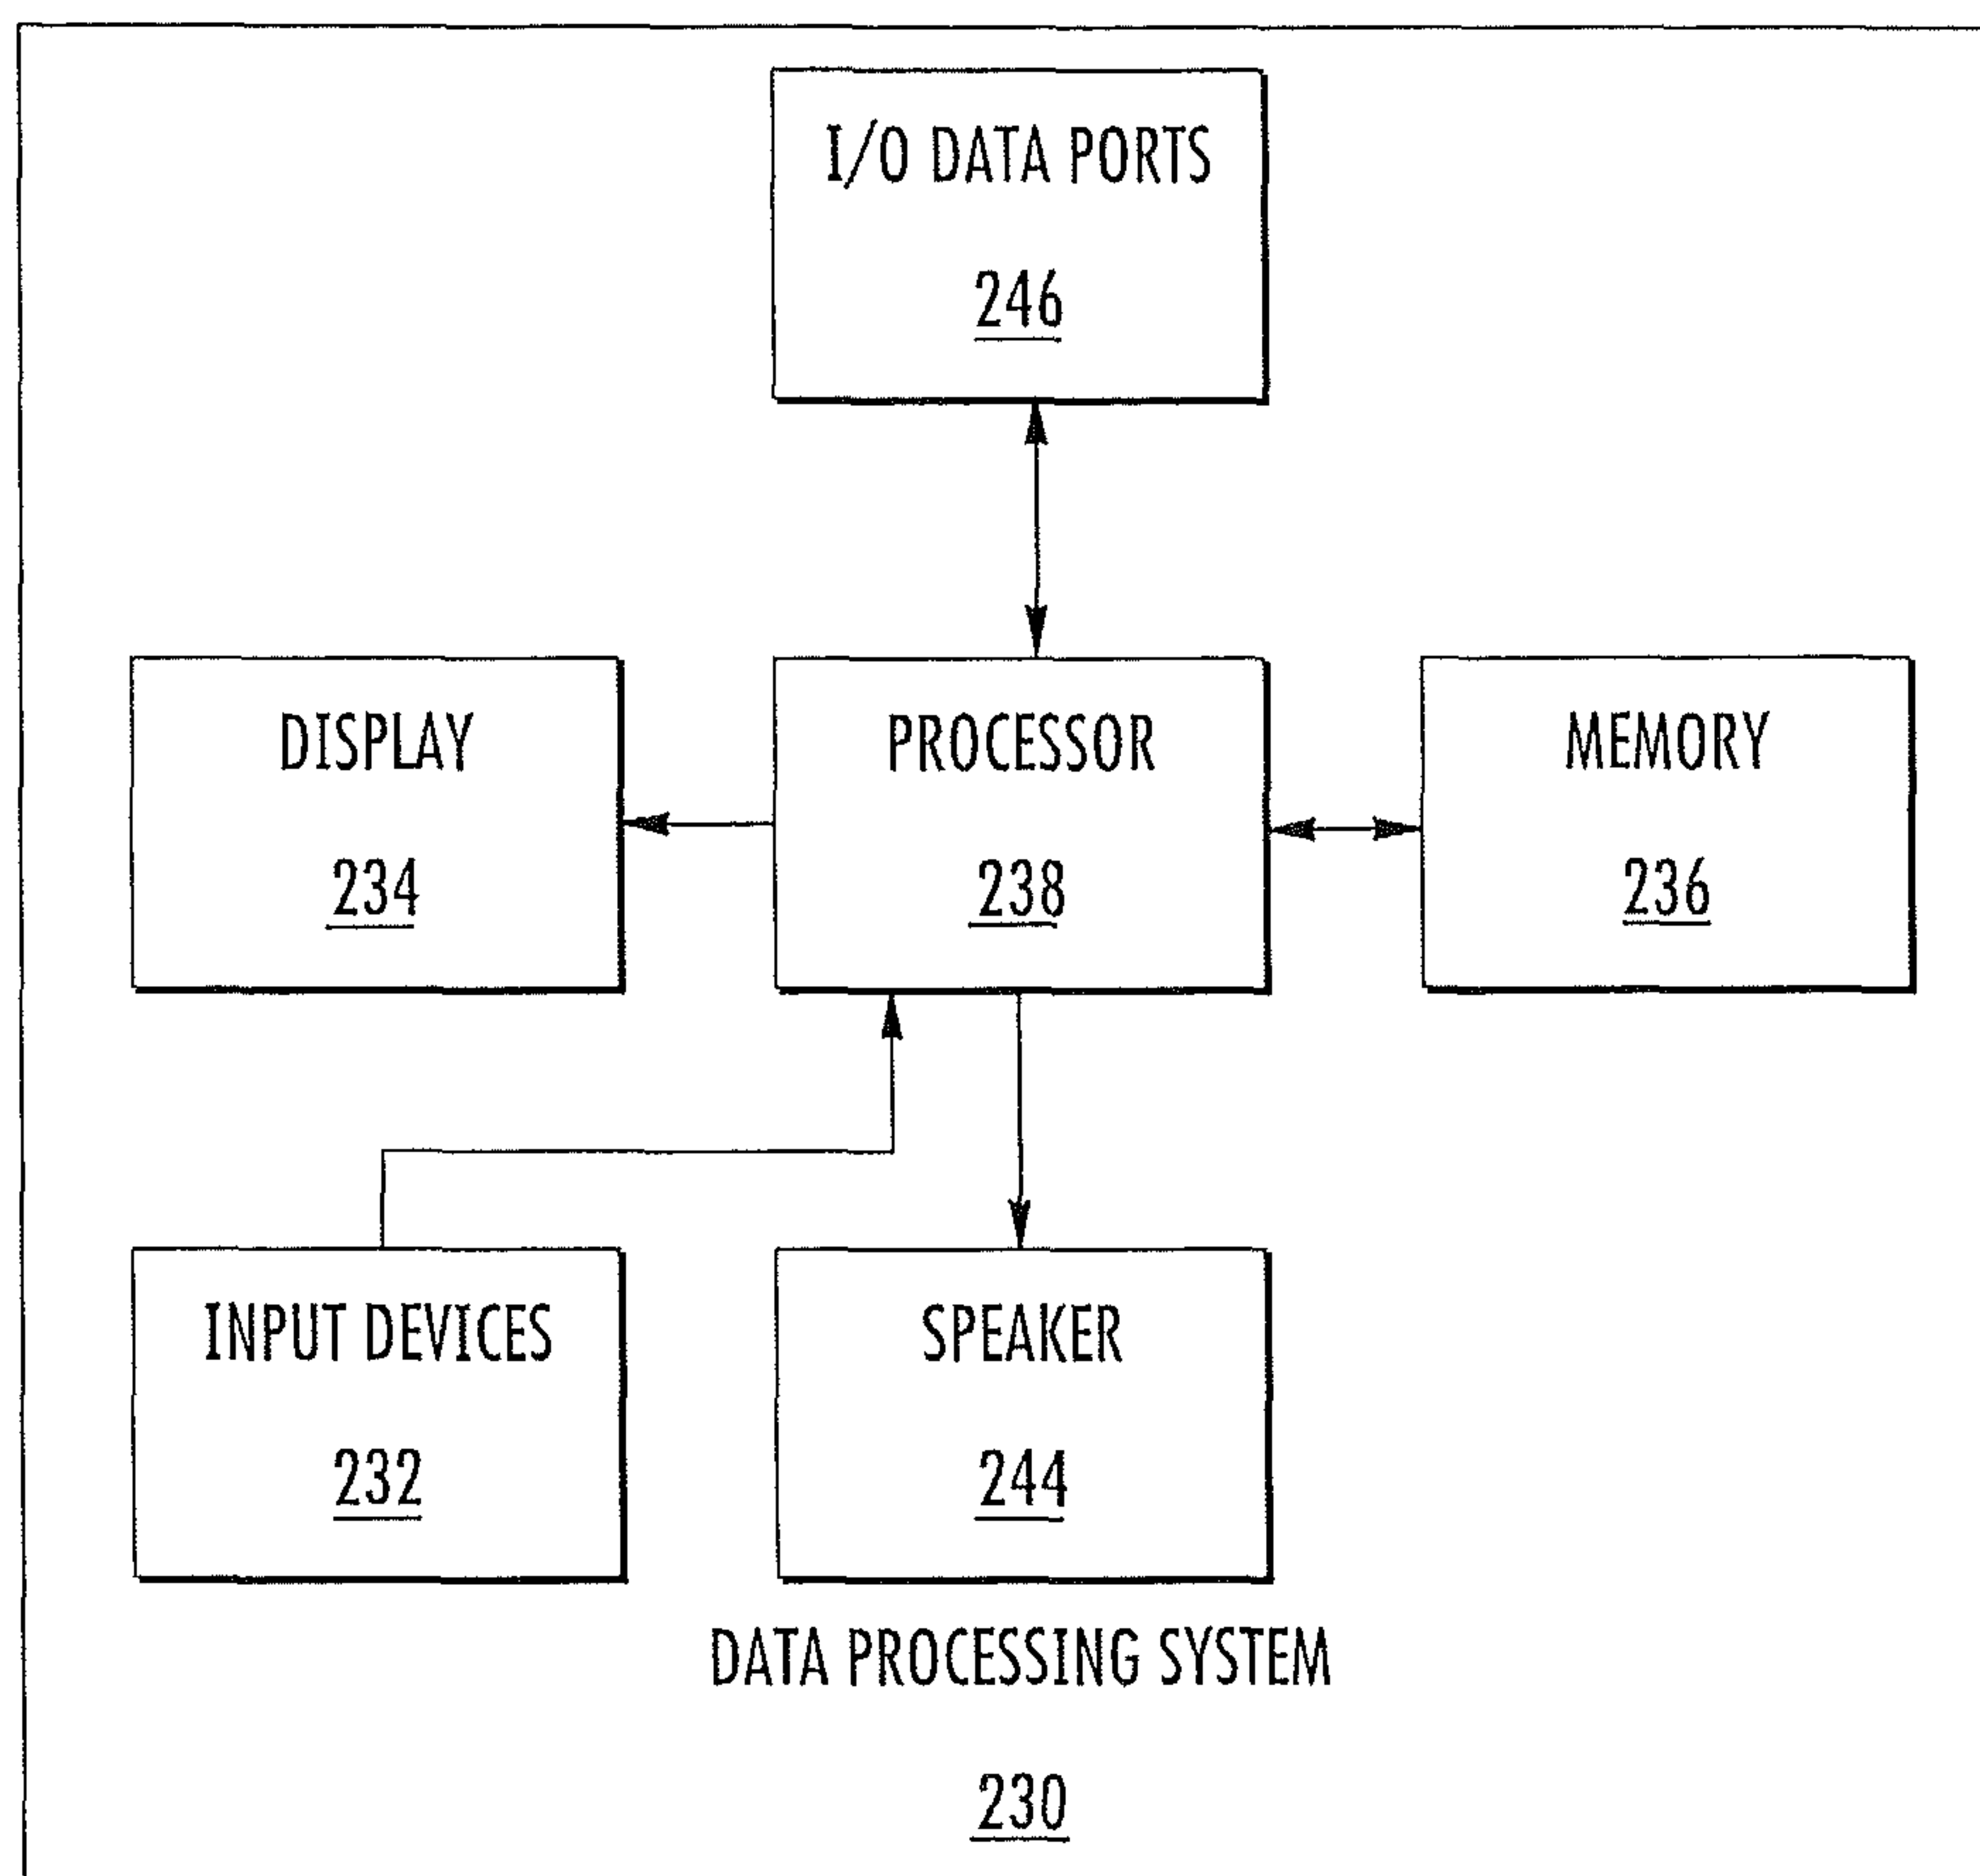 I/O DATA PORTS
246
DISPLAY
234
PROCESSOR
238
MEMORY
236
INPUT DEVICES
232
SPEAKER
244
DATA PROCESSING SYSTEM
230